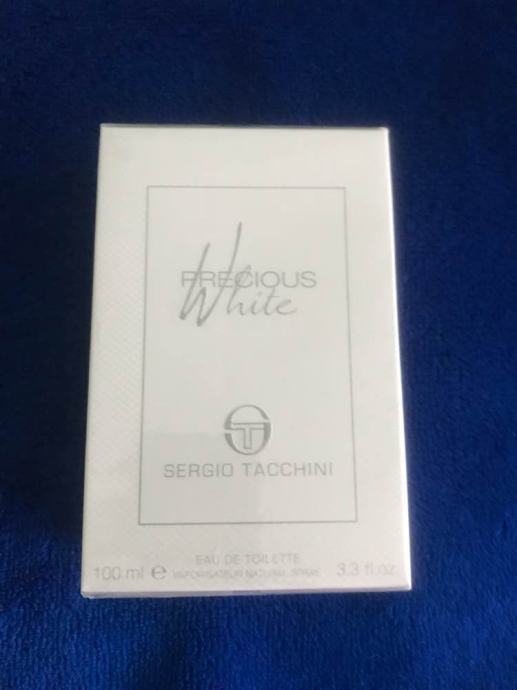 PRECIOUS
White
SERGIO TACCHINI
EAU DE TOILETTE
100 ml e VAPORISATEUR NATURAL SPRAY 3.3 fl.oz